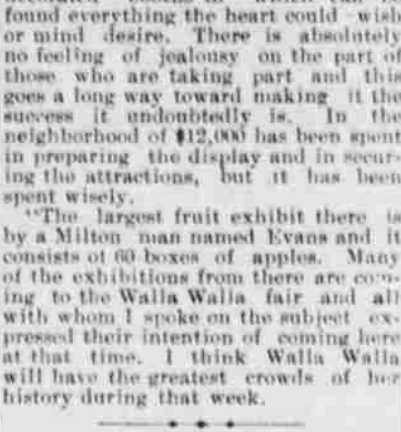 decorated booths in which can be
found everything the heart could wish
or mind desire. There is absolutely
no feeling of jealousy on the part of
those who are taking part and this
goes a long way toward making it the
success it undoubtedly is. In the
neighborhood of $12,000 has been spent
in preparing the display and in secur-
ing the attractions, but it has been
spent wisely.
"The largest fruit exhibit there is
by a Milton man named Evans and it
consists of 60 boxes of apples. Many
of the exhibitions from there are com-
ing to the Walla Walla fair and all
with whom I spoke on the subject ex-
pressed their intention of coming here
at that time. I think Walla Walla
will have the greatest crowds of her
history during that week.